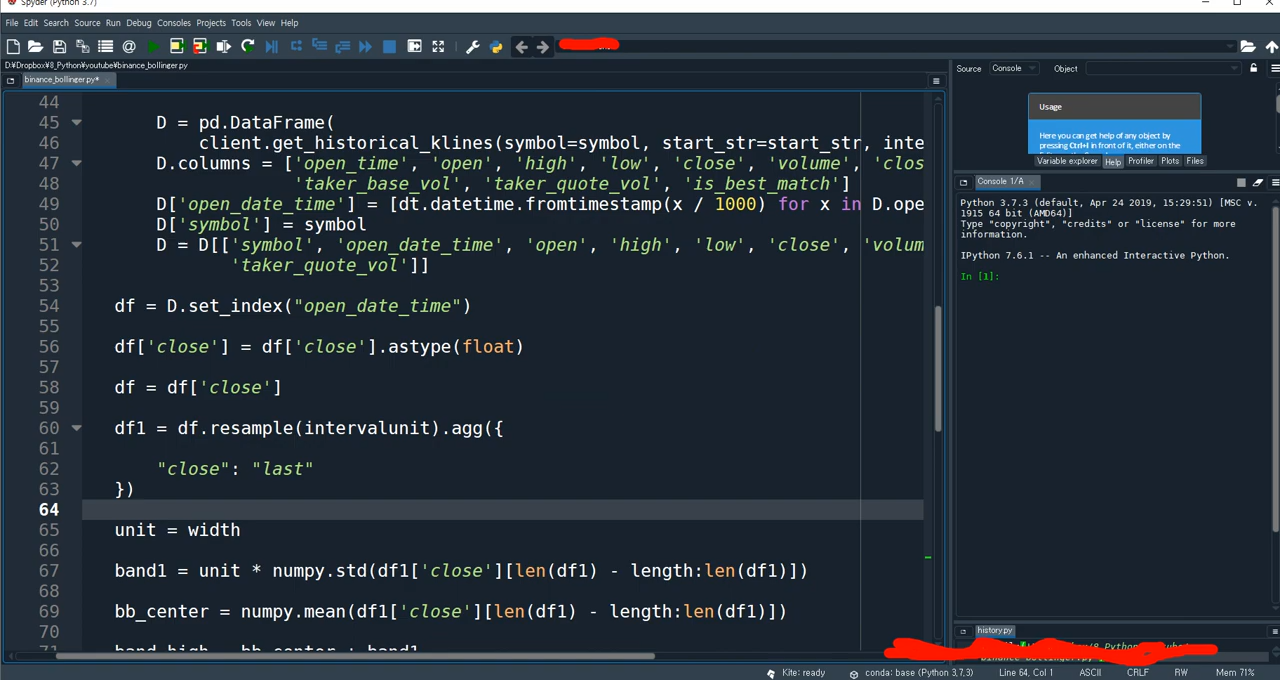 Spyder (Python 3.7)
File Edit Search Source Run Debug Consoles Projects Tools View Help
D:¥Dropbox¥8_Python¥youtube¥binance_bollinger.py
binance_bollinger.py*
44
45 D = pd.DataFrame(
46 client.get_historical_klines(symbol=symbol, start_str=start_str, inte
47 D.columns = ['open_time', 'open', 'high', 'low', 'close', 'volume', 'clos
48 'taker_base_vol', 'taker_quote_vol', 'is_best_match']
49 D['open_date_time'] = [dt.datetime.fromtimestamp(x / 1000) for x in D.ope
50 D['symbol'] = symbol
51 D = D[['symbol', 'open_date_time', 'open', 'high', 'low', 'close', 'volum
52 'taker_quote_vol']]
53
54 df = D.set_index("open_date_time")
55
56 df['close'] = df['close'].astype(float)
57
58 df = df['close']
59
60 df1 = df.resample(intervalunit).agg({
61
62 "close": "last"
63 })
64
65 unit = width
66
67 band1 = unit * numpy.std(df1['close'][len(df1) - length:len(df1)])
68
69 bb_center = numpy.mean(df1['close'][len(df1) - length:len(df1)])
70
71 band_high = bb_center + band1
Source Console Object
Usage
Here you can get help of any object by
pressing Ctrl+I in front of it, either on the
Variable explorer Help Profiler Plots Files
Console 1/A
Python 3.7.3 (default, Apr 24 2019, 15:29:51) [MSC v.
1915 64 bit (AMD64)]
Type "copyright", "credits" or "license" for more
information.
IPython 7.6.1 -- An enhanced Interactive Python.
In [1]:
history.py
Kite: ready conda: base (Python 3.7.3) Line 64, Col 1 ASCII CRLF RW Mem 71%